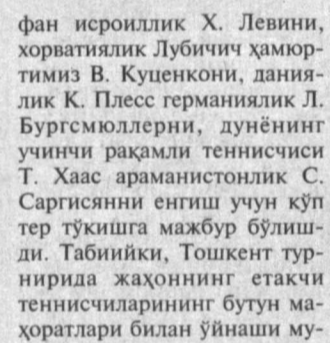 фан исроиллик Х. Левини,
хорватиялик Лубичич ҳамюр-
тимиз В. Куценкони, дания-
лик К. Плесс германиялик Л.
Бургсмюллерни, дунёнинг
учинчи рақамли теннисчиси
Т. Хаас араманистонлик С.
Саргисянни енгиш учун кўп
тер тўкишга мажбур бўлиш-
ди. Табиийки, Тошкент тур-
нирида жаҳоннинг етакчи
теннисчиларининг бутун ма-
ҳоратлари билан ўйнаши му-